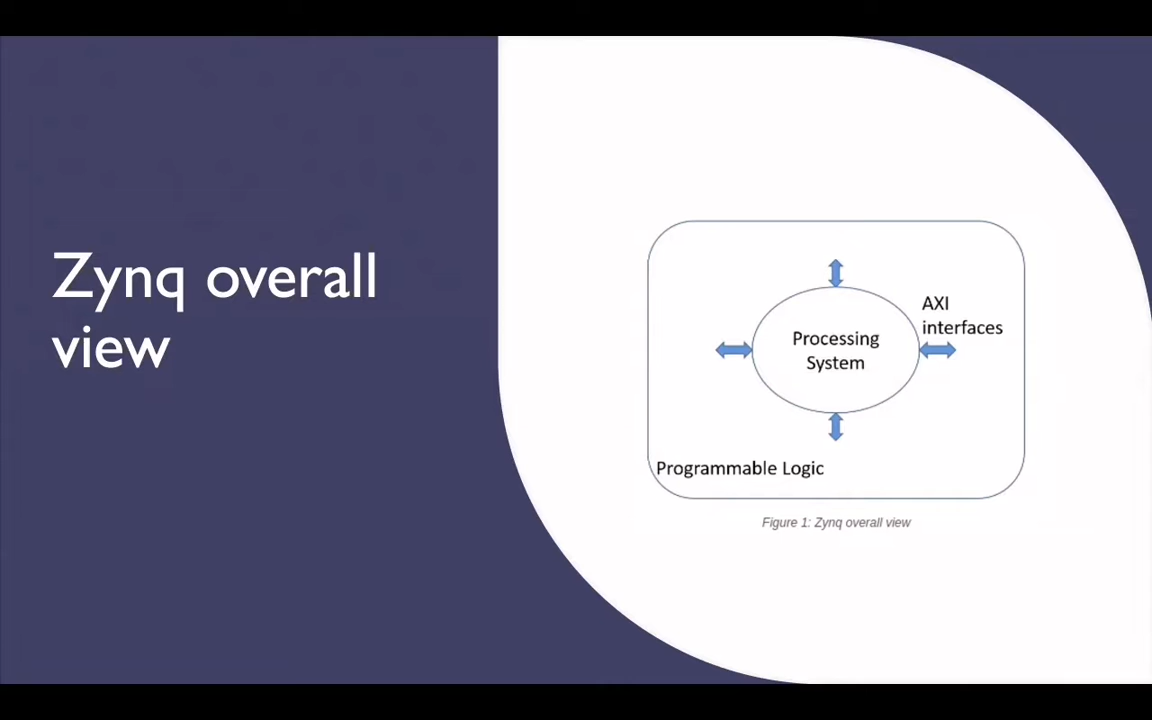 Zynq overall
view
AXI
interfaces
Processing
System
Programmable Logic
Figure 1: Zynq overall view